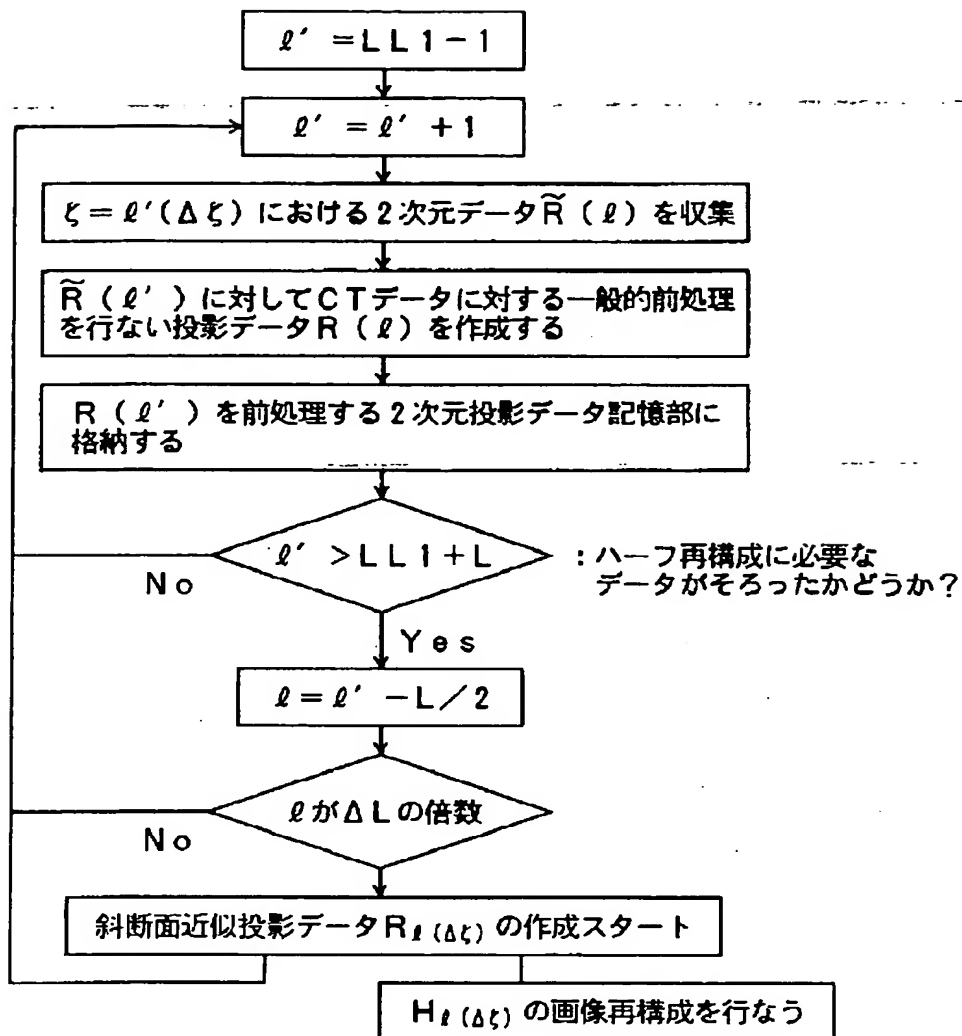 ℓ' = L L 1 − 1
ℓ' = ℓ' + 1
ζ = ℓ'(Δζ) における2次元データR̃(ℓ)を収集
R̃(ℓ')に対してCTデータに対する一般的前処理
を行ない投影データR(ℓ)を作成する
R(ℓ')を前処理する2次元投影データ記憶部に
格納する
ℓ' > L L 1 + L
:ハーフ再構成に必要な
データがそろったかどうか?
No
Yes
ℓ = ℓ' − L/2
ℓがΔLの倍数
No
斜断面近似投影データRℓ(Δζ)の作成スタート
Hℓ(Δζ)の画像再構成を行なう